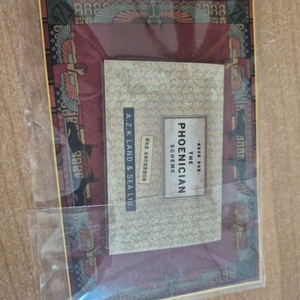 THE
PHOENICIAN
SCHEME
WES ANDERSON
A.Z.K LAND & SEA LTD.